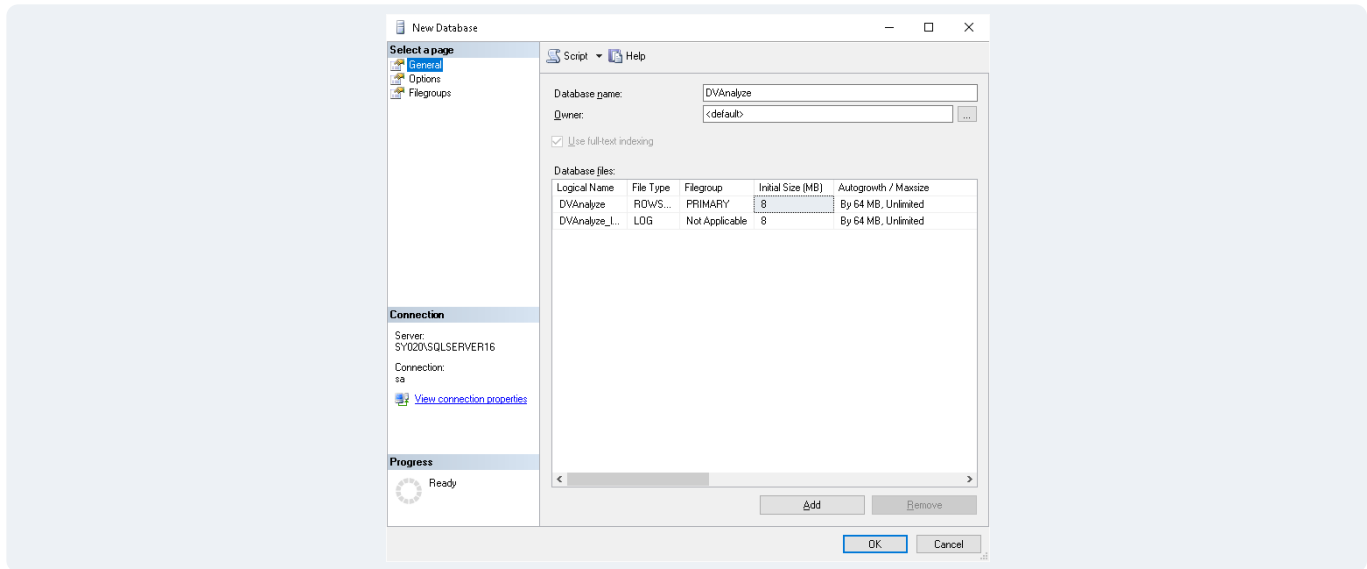 New Database
Select a page
General
Options
Filegroups
Script Help
Database name: DVAnalyze
Owner: <default> ...
Use full-text indexing
Database files:
Logical Name File Type Filegroup Initial Size (MB) Autogrowth / Maxsize
DVAnalyze ROWS... PRIMARY 8 By 64 MB, Unlimited
DVAnalyze_l... LOG Not Applicable 8 By 64 MB, Unlimited
Connection
Server:
SY020\SQLSERVER16
Connection:
sa
View connection properties
Progress
Ready
Add Remove
OK Cancel